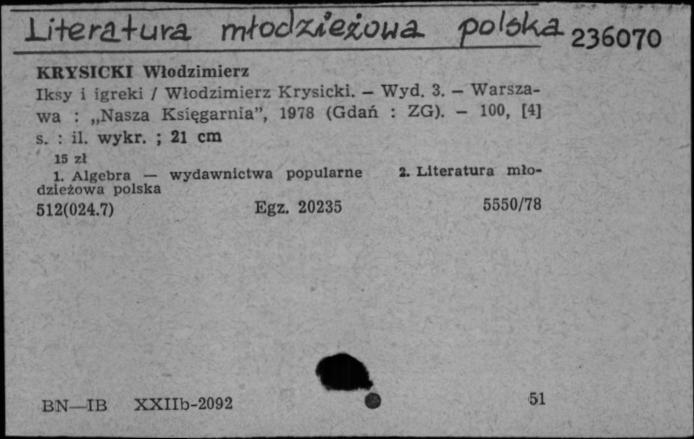 Literatura młodzieżowa polska 236070
KRYSICKI Włodzimierz
Iksy i igreki / Włodzimierz Krysicki. — Wyd. 3. — Warsza-
wa : „Nasza Księgarnia”, 1978 (Gdań : ZG). — 100, [4]
s. : il. wykr. ; 21 cm
15 zł
1. Algebra — wydawnictwa popularne 2. Literatura mło-
dzieżowa polska
512(024.7) Egz. 20235 5550/78
BN—IB XXIIb-2092 51